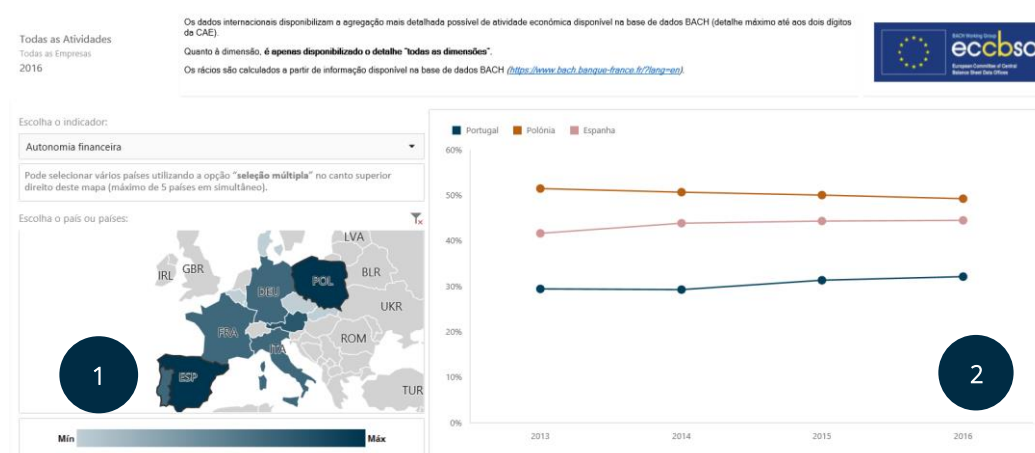 Todas as Atividades
Todas as Empresas
2016
Os dados internacionais disponibilizam a agregação mais detalhada possível de atividade económica disponível na base de dados BACH (detalhe máximo até aos dois dígitos
da CAE).
Quanto à dimensão, é apenas disponibilizado o detalhe "todas as dimensões".
Os rácios são calculados a partir de informação disponível na base de dados BACH (https://www.bach.banque-france.fr/?lang=en).
BACH Working Group
eccbso
European Committee of Central
Balance Sheet Data Offices
Escolha o indicador:
Autonomia financeira
Pode selecionar vários países utilizando a opção "seleção múltipla" no canto superior
direito deste mapa (máximo de 5 países em simultâneo).
Escolha o país ou países:
LVA
IRL
GBR
BLR
POL
DEU
UKR
FRA
ROM
ITA
ESP
TUR
1
Mín
Máx
Portugal
Polónia
Espanha
60%
50%
40%
30%
20%
10%
0%
2013
2014
2015
2016
2